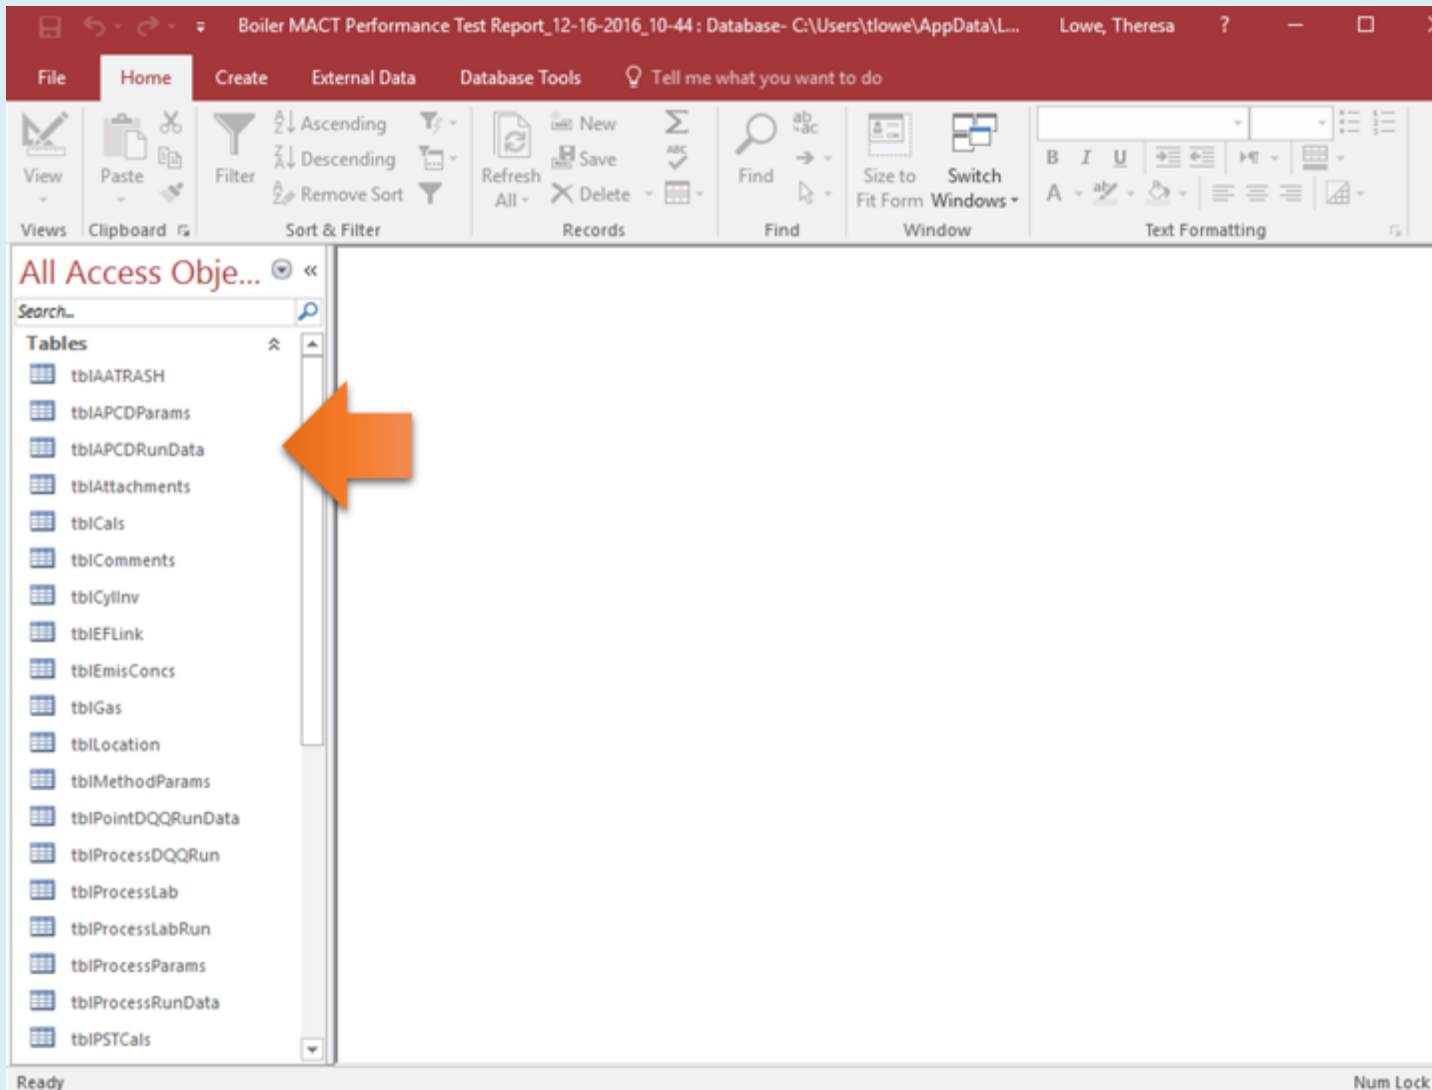 Boiler MACT Performance Test Report_12-16-2016_10-44 : Database- C:\Users\tlowe\AppData\L... Lowe, Theresa ?
File Home Create External Data Database Tools Tell me what you want to do
View Paste Filter Ascending Descending Remove Sort Refresh All New Save Delete Find Size to Fit Form Switch Windows
B I U
A
Views Clipboard Sort & Filter Records Find Window Text Formatting
All Access Obje... «
Search...
Tables
tblAATRASH
tblAPCDParams
tblAPCDRunData
tblAttachments
tblCals
tblComments
tblCylInv
tblEFLink
tblEmisConcs
tblGas
tblLocation
tblMethodParams
tblPointDQQRunData
tblProcessDQQRun
tblProcessLab
tblProcessLabRun
tblProcessParams
tblProcessRunData
tblPSTCals
Ready Num Lock